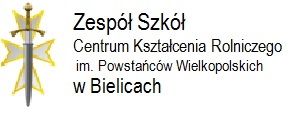 Zespół Szkół
Centrum Kształcenia Rolniczego
im. Powstańców Wielkopolskich
w Bielicach